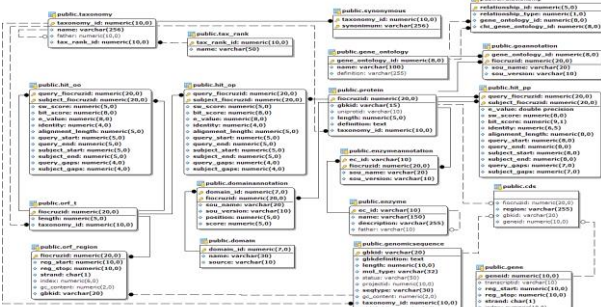 public.taxonomy
taxonomy_id: numeric(10,0)
name: varchar(256)
father: numeric(10,0)
tax_rank_id: numeric(10,0)
public.tax_rank
tax_rank_id: numeric(10,0)
name: varchar(50)
public.synonymous
taxonomy_id: numeric(10,0)
synonymous: varchar(256)
relationship_id: numeric(5,0)
gene_ontology_id: numeric(8,0)
public.gene_ontology
gene_ontology_id: numeric(8,0)
name: varchar(100)
definition: varchar(255)
public.goannotation
gene_ontology_id: numeric(8,0)
fiocruzid: numeric(20,0)
sou_name: varchar(20)
sou_version: varchar(10)
public.hit_oo
query_fiocruzid: numeric(20,0)
subject_fiocruzid: numeric(20,0)
sw_score: numeric(5,0)
bit_score: numeric(8,0)
e_value: numeric(8,0)
identity: numeric(4,0)
alignment_length: numeric(5,0)
query_start: numeric(5,0)
query_end: numeric(5,0)
subject_start: numeric(5,0)
subject_end: numeric(5,0)
query_gaps: numeric(4,0)
subject_gaps: numeric(4,0)
public.hit_op
query_fiocruzid: numeric(20,0)
subject_fiocruzid: numeric(20,0)
sw_score: numeric(5,0)
bit_score: numeric(8,0)
e_value: numeric(8,0)
identity: numeric(4,0)
alignment_length: numeric(5,0)
query_start: numeric(5,0)
query_end: numeric(5,0)
subject_start: numeric(5,0)
subject_end: numeric(5,0)
query_gaps: numeric(4,0)
subject_gaps: numeric(4,0)
public.protein
fiocruzid: numeric(20,0)
gbkid: varchar(15)
uniprotid: varchar(10)
length: numeric(5,0)
definition: text
taxonomy_id: numeric(10,0)
public.hit_pp
query_fiocruzid: numeric(20,0)
subject_fiocruzid: numeric(20,0)
e_value: double precision
sw_score: numeric(8,0)
bit_score: numeric(9,1)
identity: numeric(6,5)
alignment_length: numeric(8,0)
query_start: numeric(8,0)
query_end: numeric(8,0)
subject_start: numeric(8,0)
subject_end: numeric(8,0)
query_gaps: numeric(7,0)
subject_gaps: numeric(7,0)
public.enzymeannotation
ec_id: varchar(10)
fiocruzid: numeric(20,0)
sou_name: varchar(20)
sou_version: varchar(10)
public.domainannotation
domain_id: numeric(7,0)
fiocruzid: numeric(20,0)
sou_name: varchar(20)
sou_version: varchar(10)
position: numeric(5,0)
score: numeric(5,0)
public.cds
fiocruzid: numeric(20,0)
region: varchar(255)
gbkid: varchar(20)
geneid: numeric(10,0)
public.orf_t
fiocruzid: numeric(20,0)
length: numeric(5,0)
taxonomy_id: numeric(10,0)
public.enzyme
ec_id: varchar(10)
name: varchar(150)
description: varchar(255)
father: varchar(10)
public.domain
domain_id: numeric(7,0)
name: varchar(30)
source: varchar(10)
public.orf_region
fiocruzid: numeric(20,0)
reg_start: numeric(10,0)
reg_stop: numeric(10,0)
strand: char(1)
index: numeric(6,0)
gc_content: numeric(2,0)
gbkid: varchar(20)
public.genomicsequence
gbkid: varchar(20)
gbkdefinition: text
length: numeric(10,0)
mol_type: varchar(32)
status: varchar(50)
projectid: numeric(10,0)
seqtype: varchar(30)
gc_content: numeric(2,0)
taxonomy_id: numeric(10,0)
public.gene
geneid: numeric(10,0)
transcriptid: varchar(10)
reg_start: numeric(10,0)
reg_stop: numeric(10,0)
strand: char(1)